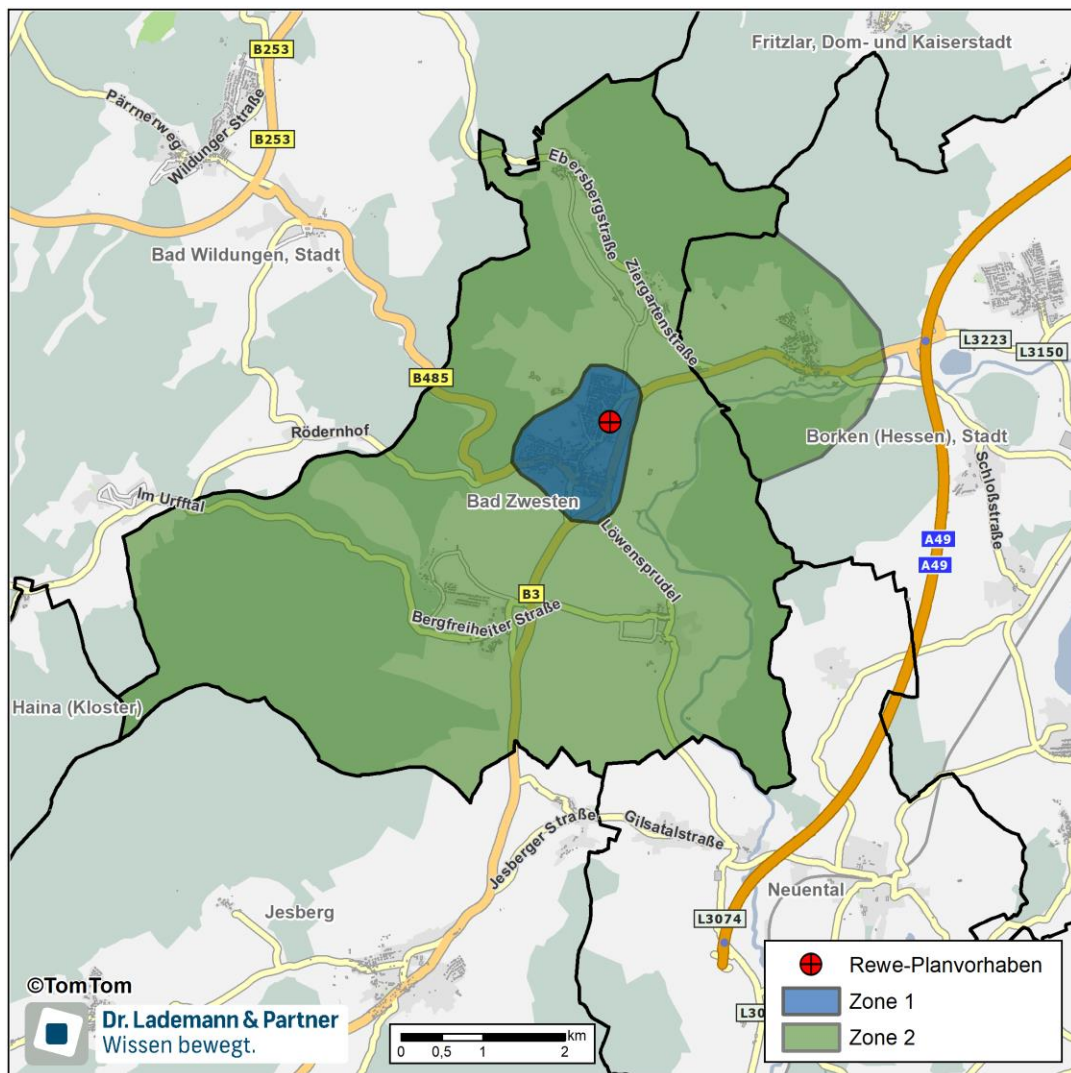 Fritzlar, Dom- und Kaiserstadt
B253
Pärrnerweg
Wildunger Straße
B253
Ebersbergstraße
Bad Wildungen, Stadt
Ziergartenstraße
L3223
L3150
B485
Rödernhof
Borken (Hessen), Stadt
Schloßstraße
Im Urfftal
Bad Zwesten
Löwensprudel
A49
A49
B3
Bergfreiheiter Straße
Haina (Kloster)
Jesberger Straße
Gilsatalstraße
Neuental
Jesberg
L3074
©TomTom
Dr. Lademann & Partner
Wissen bewegt.
km
0 0,5 1 2
Rewe-Planvorhaben
Zone 1
Zone 2